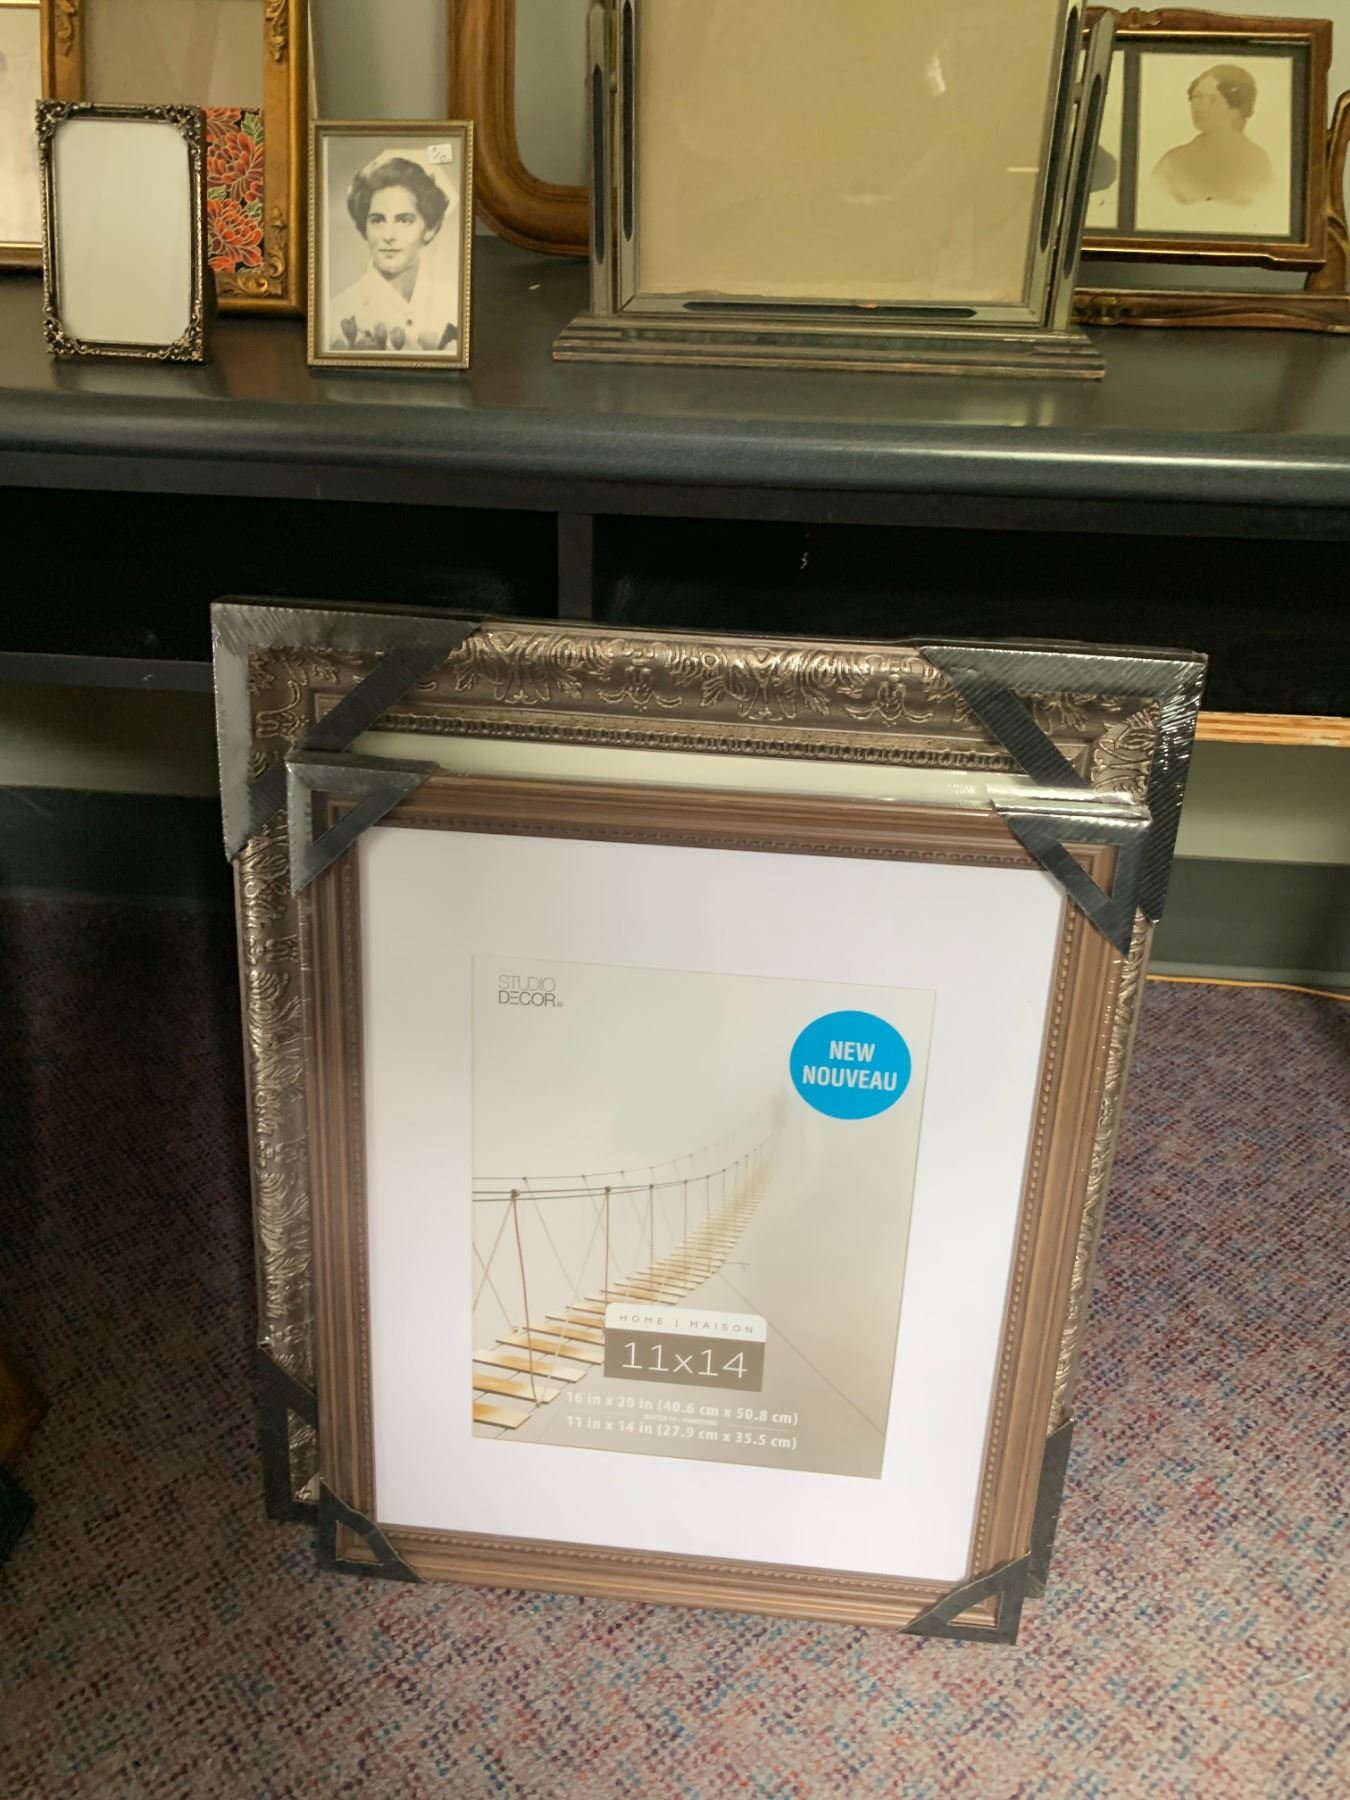 STUDIO
DECOR®
NEW
NOUVEAU
HOME | MAISON
11x14
16 in x 20 in (40.6 cm x 50.8 cm)
11 in x 14 in (27.9 cm x 35.5 cm)